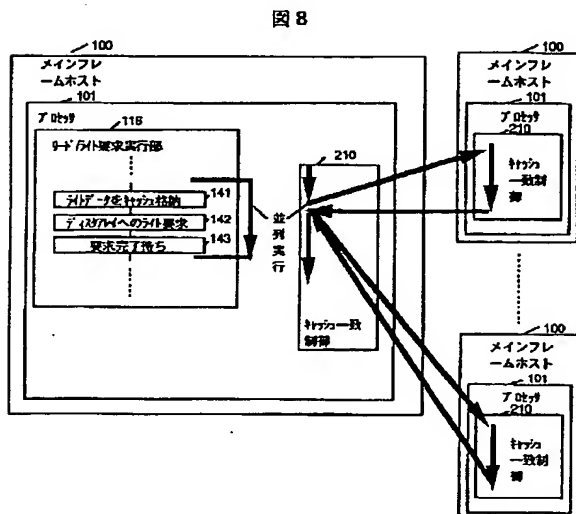 図8
100
メインフレ
ームホスト
101
プロセッサ
118
リード/ライト要求実行部
ライトデータをキャッシュ格納
141
ディスクアレイへのライト要求
142
要求完了待ち
143
並列実行
210
キャッシュ一致
制御
100
メインフレ
ームホスト
101
プロセッサ
210
キャッシ
ュ一致制
御
100
メインフレ
ームホスト
101
プロセッサ
210
キャッシ
ュ一致制
御